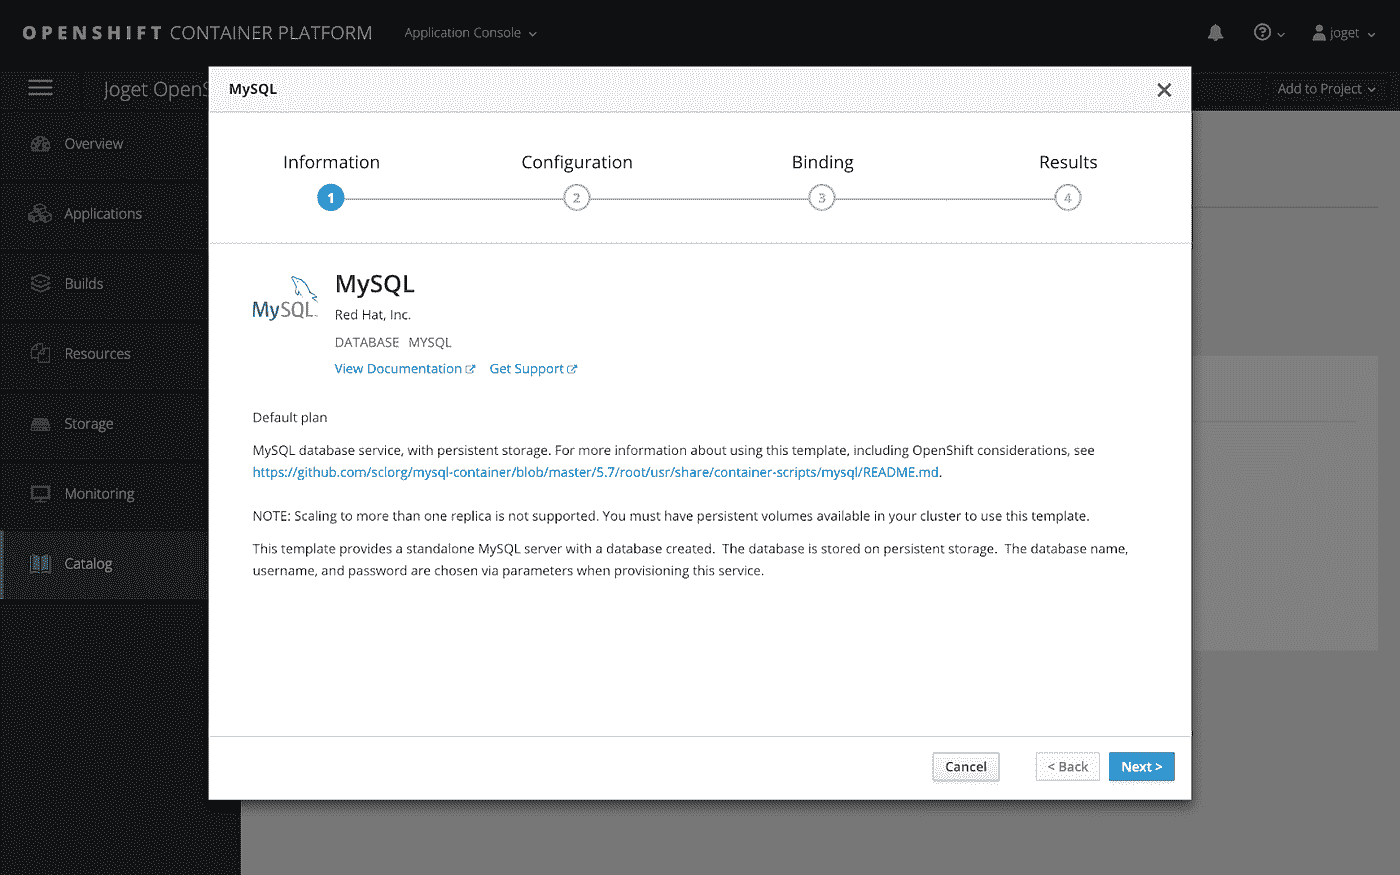 OPENSHIFT CONTAINER PLATFORM
Application Console
joget
Joget OpenS
Add to Project
Overview
Applications
Builds
Resources
Storage
Monitoring
Catalog
MySQL
Information
Configuration
Binding
Results
1
2
3
4
MySQL
MySQL
Red Hat, Inc.
DATABASE MYSQL
View Documentation
Get Support
Default plan
MySQL database service, with persistent storage. For more information about using this template, including OpenShift considerations, see
https://github.com/sclorg/mysql-container/blob/master/5.7/root/usr/share/container-scripts/mysql/README.md.
NOTE: Scaling to more than one replica is not supported. You must have persistent volumes available in your cluster to use this template.
This template provides a standalone MySQL server with a database created. The database is stored on persistent storage. The database name,
username, and password are chosen via parameters when provisioning this service.
Cancel
< Back
Next >